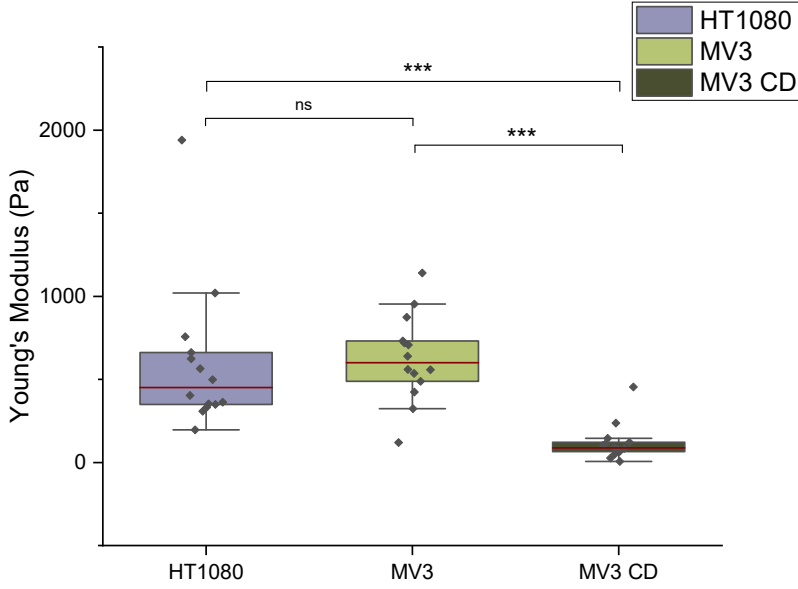 HT1080
MV3
MV3 CD
***
ns
***
2000
1000
0
Young's Modulus (Pa)
HT1080
MV3
MV3 CD